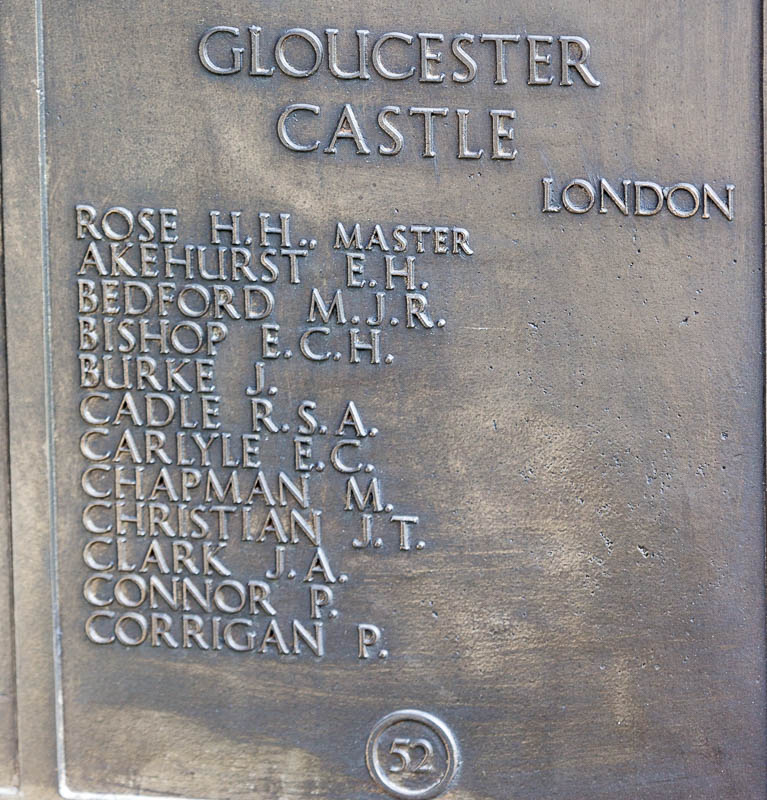 GLOUCESTER
CASTLE
LONDON
ROSE H.H., MASTER
AKEHURST E.H.
BEDFORD M.J.R.
BISHOP E.C.H.
BURKE J.
CADLE R.S.A.
CARLYLE E.C.
CHAPMAN M.
CHRISTIAN J.T.
CLARK J.A.
CONNOR P.
CORRIGAN P.
52